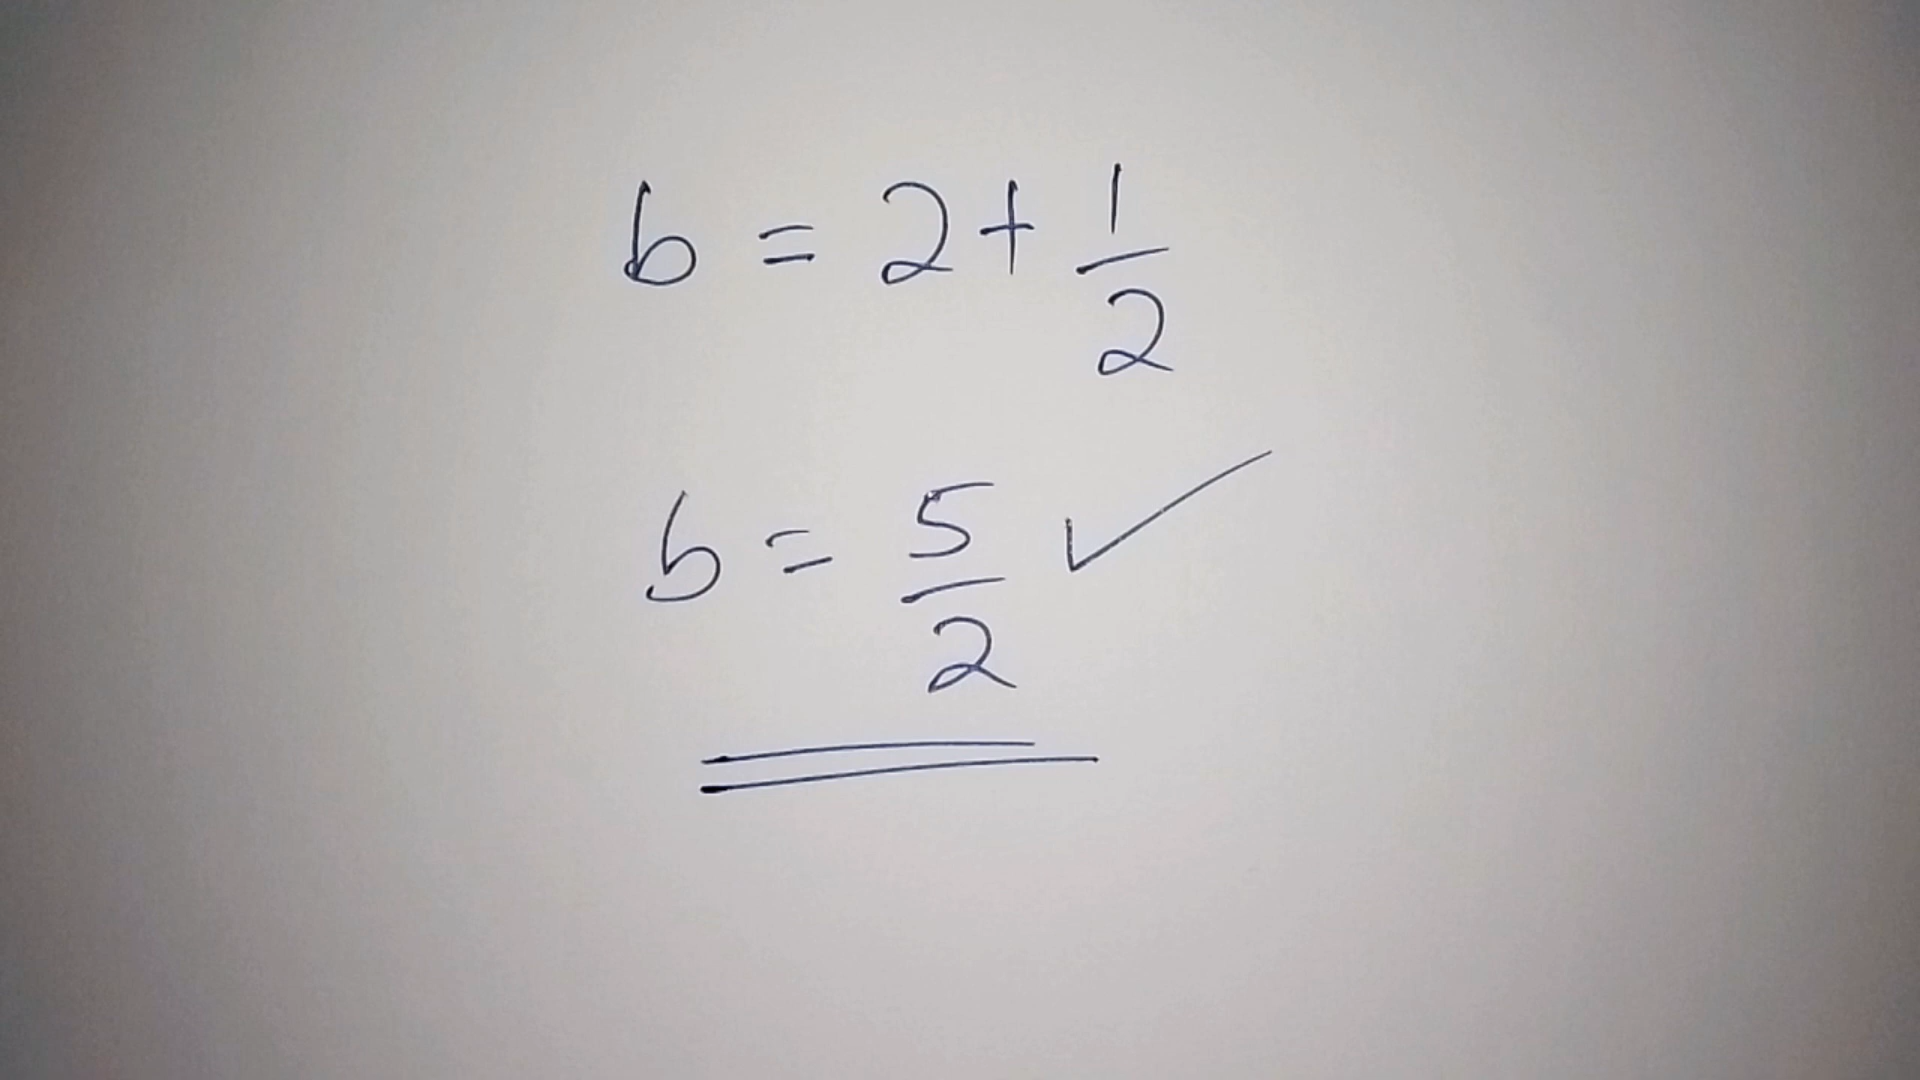 b = 2 + 1/2
b = 5/2 ✓